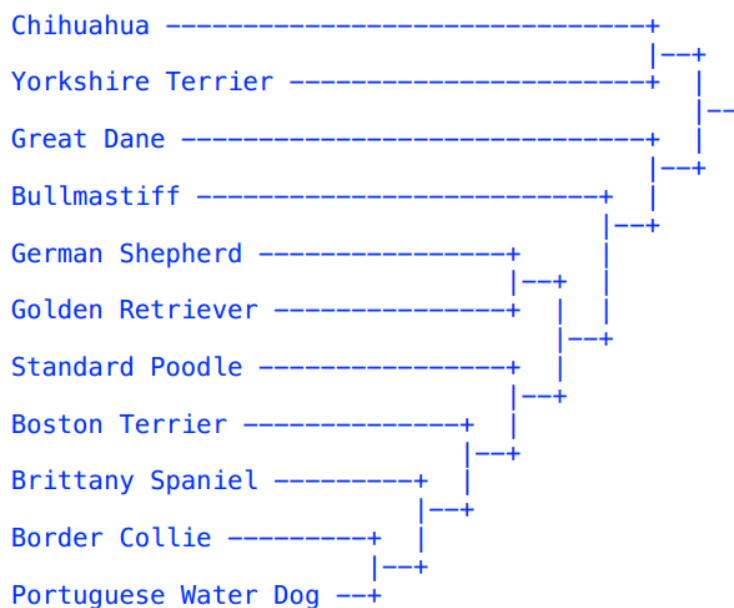 Chihuahua
Yorkshire Terrier
Great Dane
Bullmastiff
German Shepherd
Golden Retriever
Standard Poodle
Boston Terrier
Brittany Spaniel
Border Collie
Portuguese Water Dog